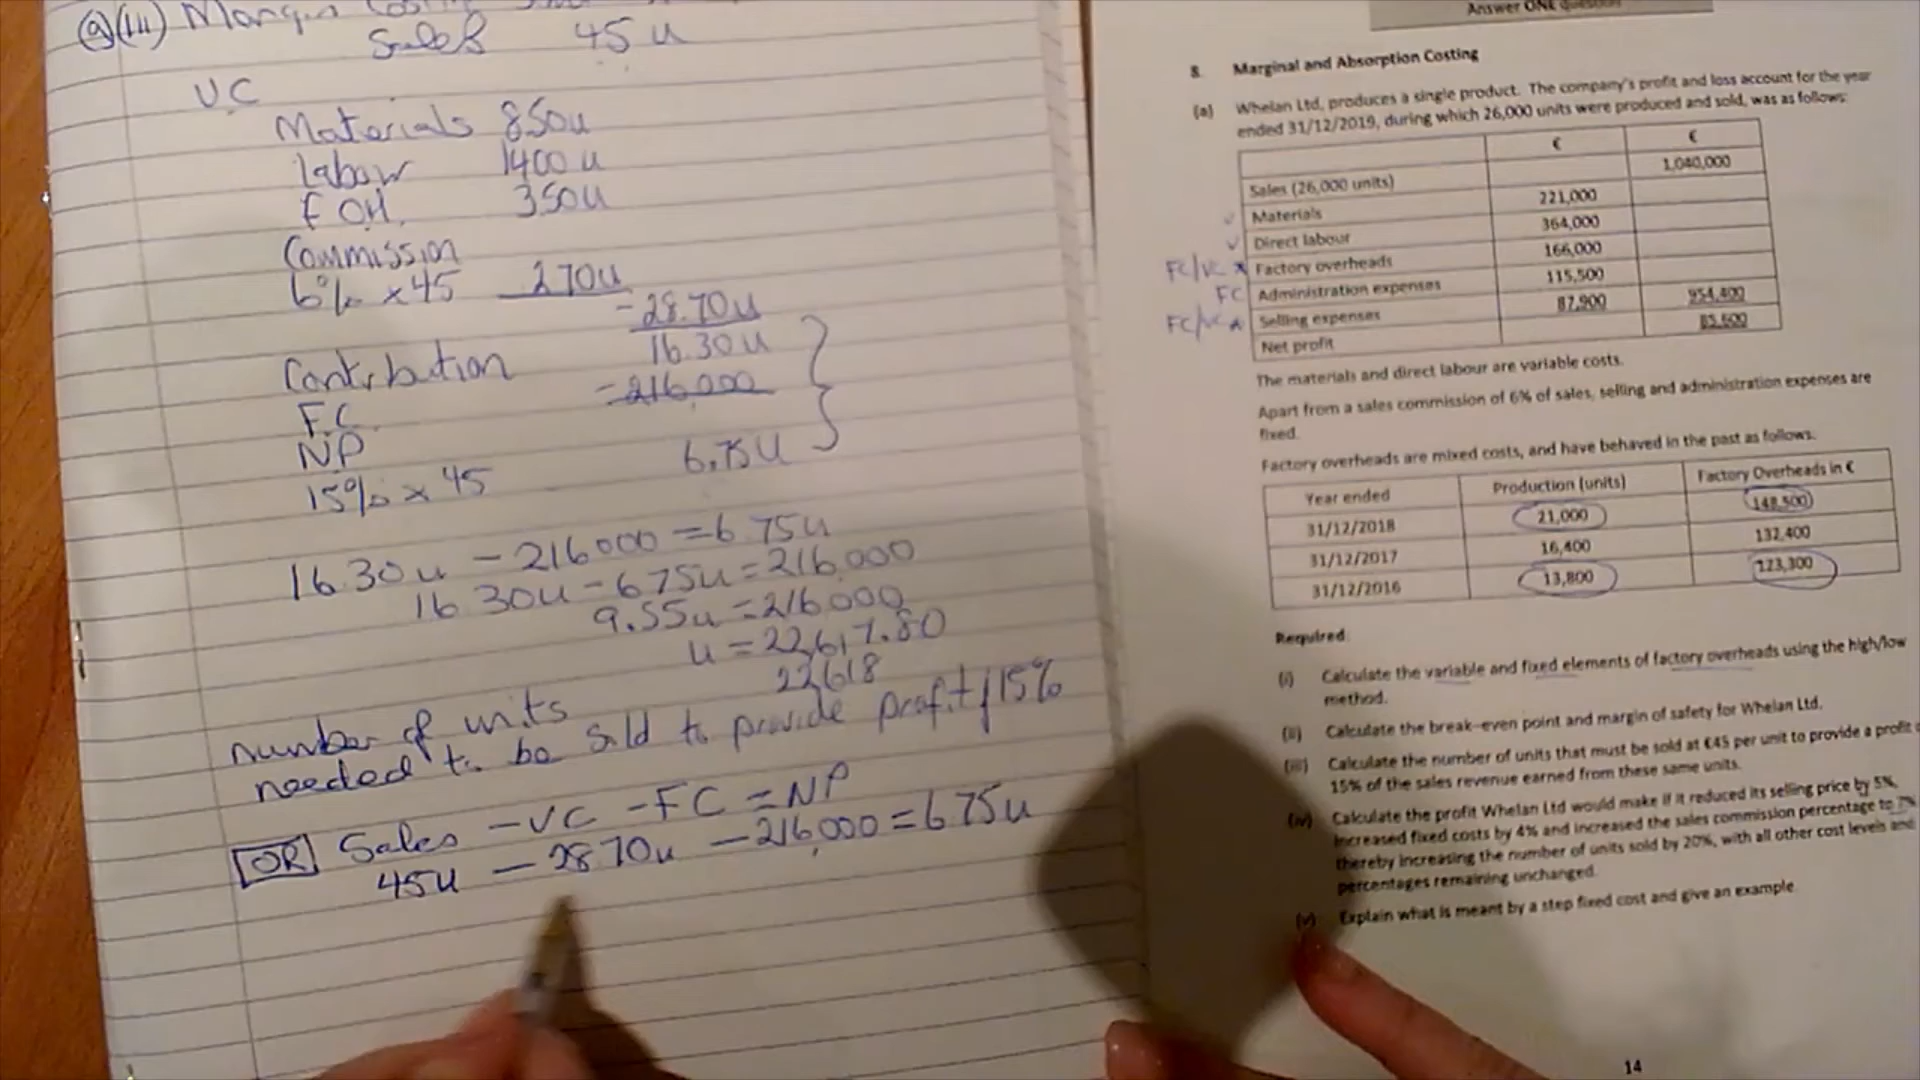 Q(iii) Margin Costing
Sales 45 u
VC
Materials 8.50u
Labour 14.00 u
F OH. 3.50u
Commission
6% x 45 2.70u
- 28.70u
Contribution 16.30u
F.C. - 216,000
NP
15% x 45 6.75u
16.30u - 216000 = 6.75u
16.30u - 6.75u = 216,000
9.55u = 216,000
u = 22,617.80
22618
number of units
needed to be sold to provide profit of 15%
OR Sales - VC - FC = NP
45u - 28.70u - 216,000 = 6.75u
Answer ONE question
8. Marginal and Absorption Costing
(a) Whelan Ltd, produces a single product. The company's profit and loss account for the year
ended 31/12/2019, during which 26,000 units were produced and sold, was as follows:
€ €
Sales (26,000 units) 1,040,000
Materials 221,000
Direct labour 364,000
FC/VC Factory overheads 166,000
FC Administration expenses 115,500
FC/VC Selling expenses 87,900 954,400
Net profit 85,600
The materials and direct labour are variable costs.
Apart from a sales commission of 6% of sales, selling and administration expenses are
fixed.
Factory overheads are mixed costs, and have behaved in the past as follows.
Year ended Production (units) Factory Overheads in €
31/12/2018 21,000 148,500
31/12/2017 16,400 132,400
31/12/2016 13,800 123,300
Required
(i) Calculate the variable and fixed elements of factory overheads using the high/low
method.
(ii) Calculate the break-even point and margin of safety for Whelan Ltd.
(iii) Calculate the number of units that must be sold at €45 per unit to provide a profit
15% of the sales revenue earned from these same units.
(iv) Calculate the profit Whelan Ltd would make if it reduced its selling price by 5%,
increased fixed costs by 4% and increased the sales commission percentage to 7%
thereby increasing the number of units sold by 20%, with all other cost levels and
percentages remaining unchanged.
(v) Explain what is meant by a step fixed cost and give an example.
14